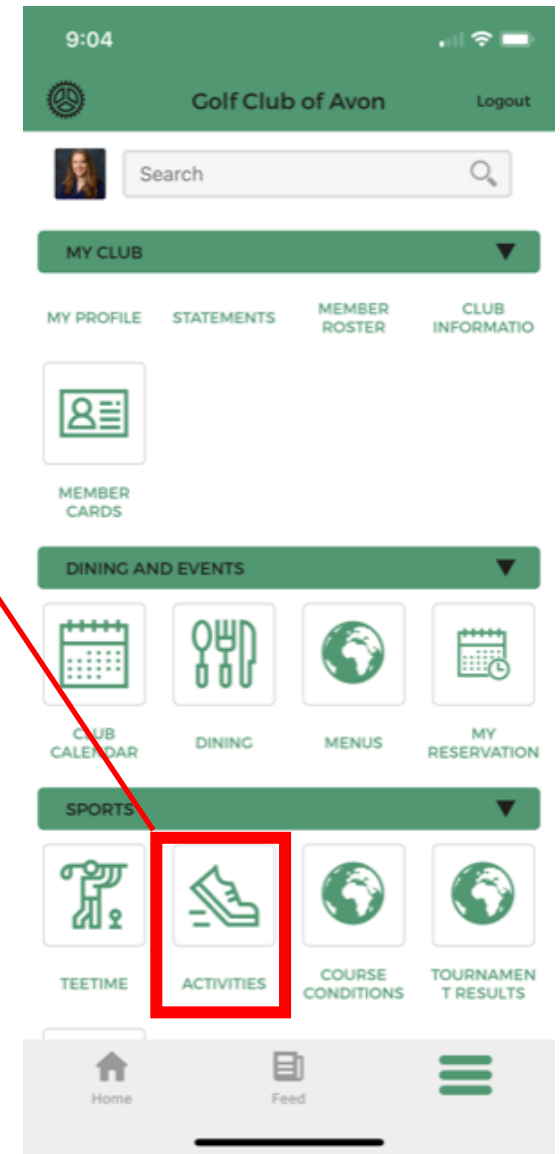 9:04
Golf Club of Avon
Logout
Search
MY CLUB
MY PROFILE
STATEMENTS
MEMBER
ROSTER
CLUB
INFORMATIO
MEMBER
CARDS
DINING AND EVENTS
CLUB
CALENDAR
DINING
MENUS
MY
RESERVATION
SPORTS
TEETIME
ACTIVITIES
COURSE
CONDITIONS
TOURNAMEN
T RESULTS
Home
Feed